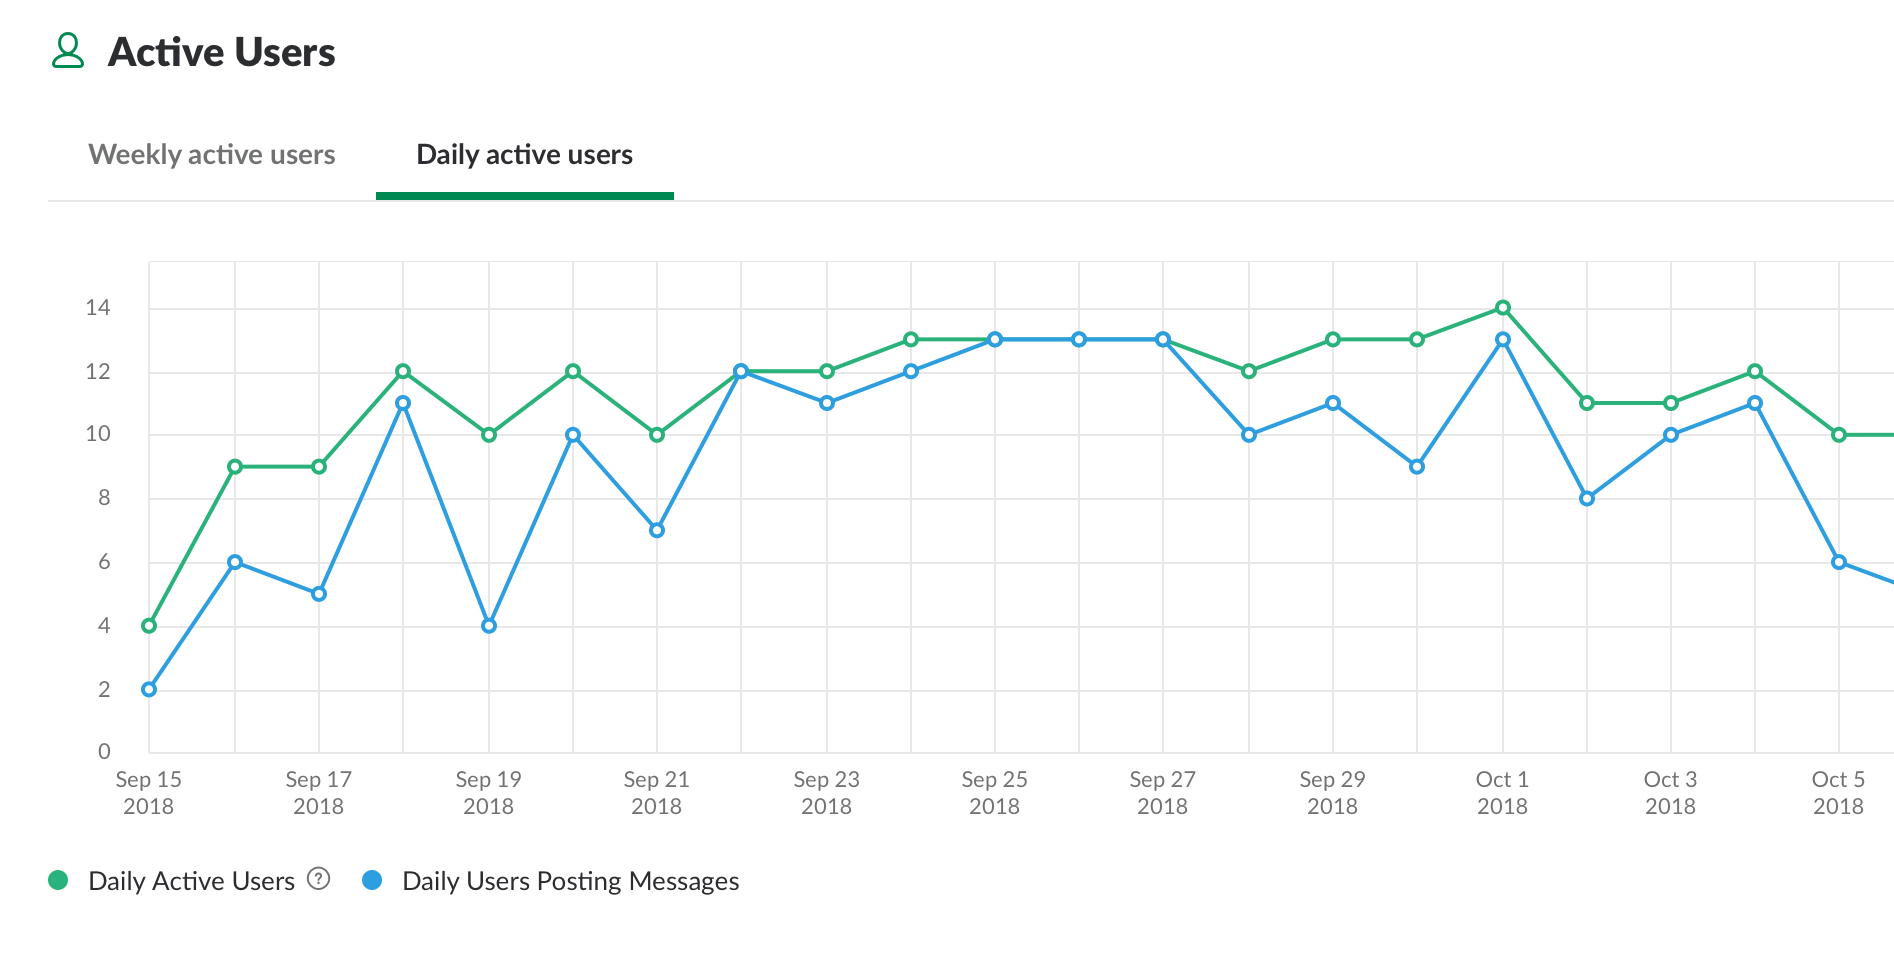 Active Users
Weekly active users
Daily active users
14
12
10
8
6
4
2
0
Sep 15 2018
Sep 17 2018
Sep 19 2018
Sep 21 2018
Sep 23 2018
Sep 25 2018
Sep 27 2018
Sep 29 2018
Oct 1 2018
Oct 3 2018
Oct 5 2018
Daily Active Users ?
Daily Users Posting Messages